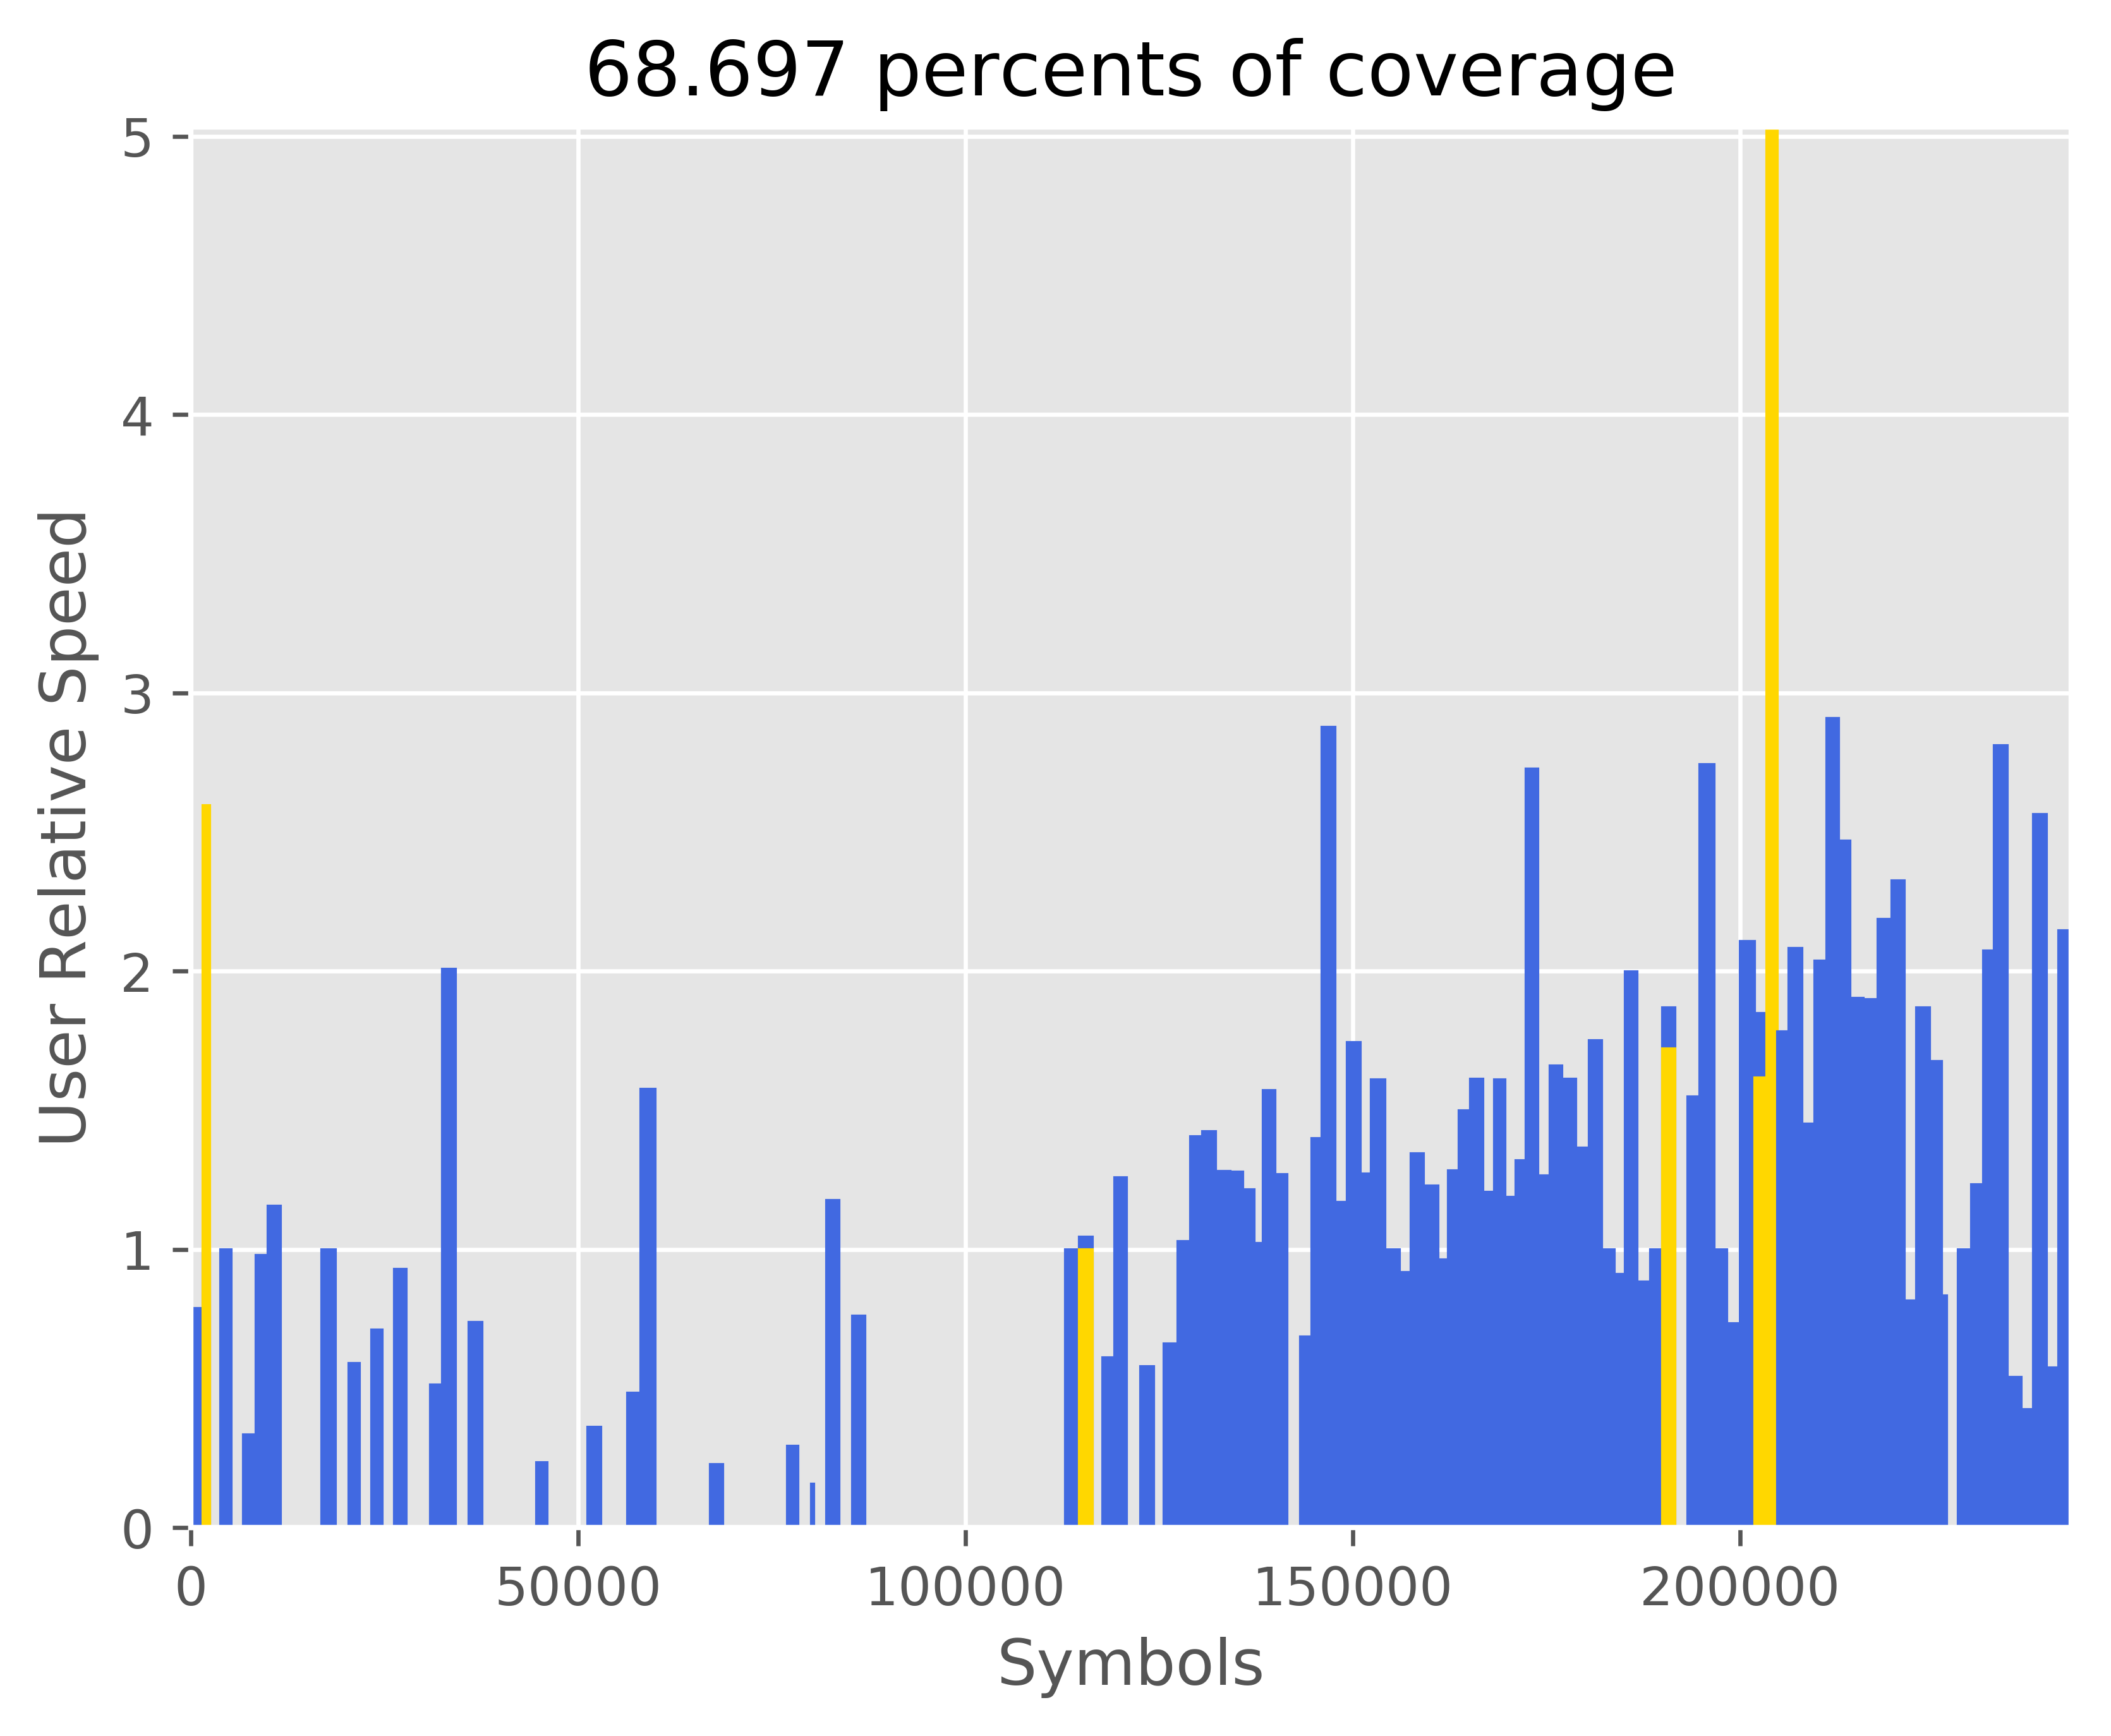 68.697 percents of coverage
5
4
3
2
1
0
User Relative Speed
0 50000 100000 150000 200000
Symbols